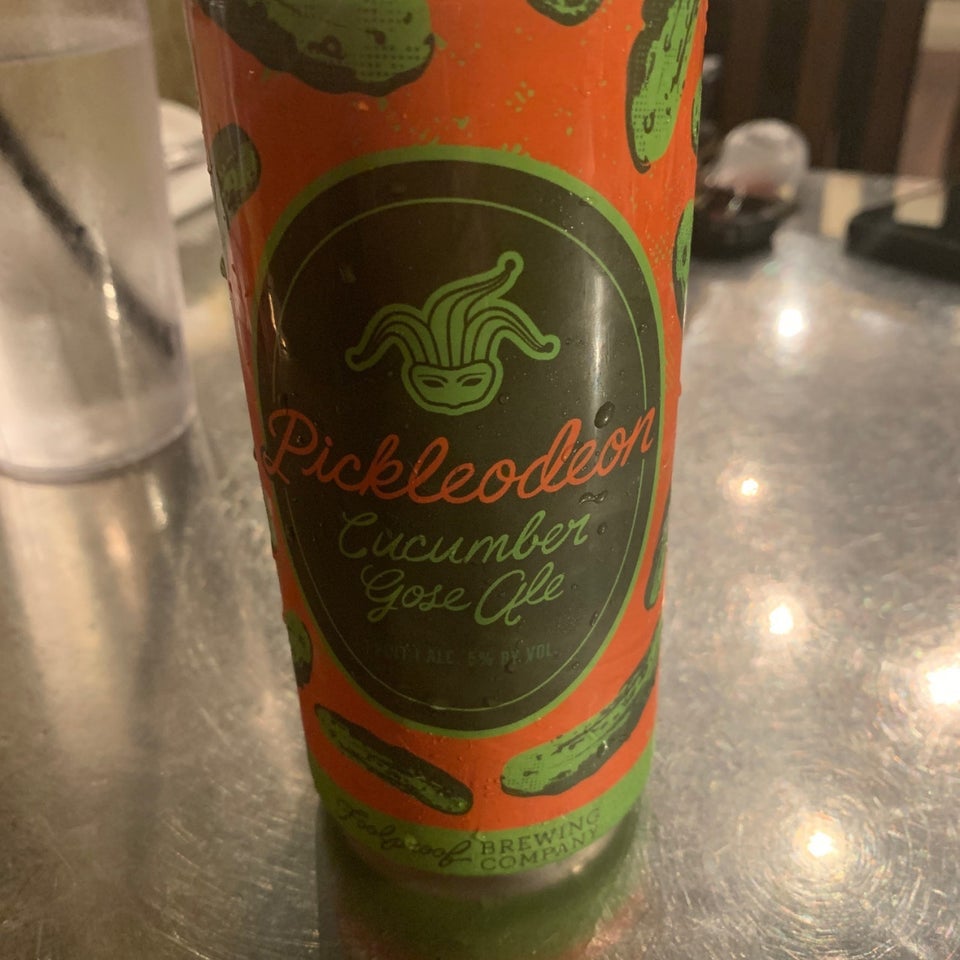 Pickleodeon
Cucumber
Gose Ale
ALC. 5% BY VOL.
Foolproof BREWING
COMPANY